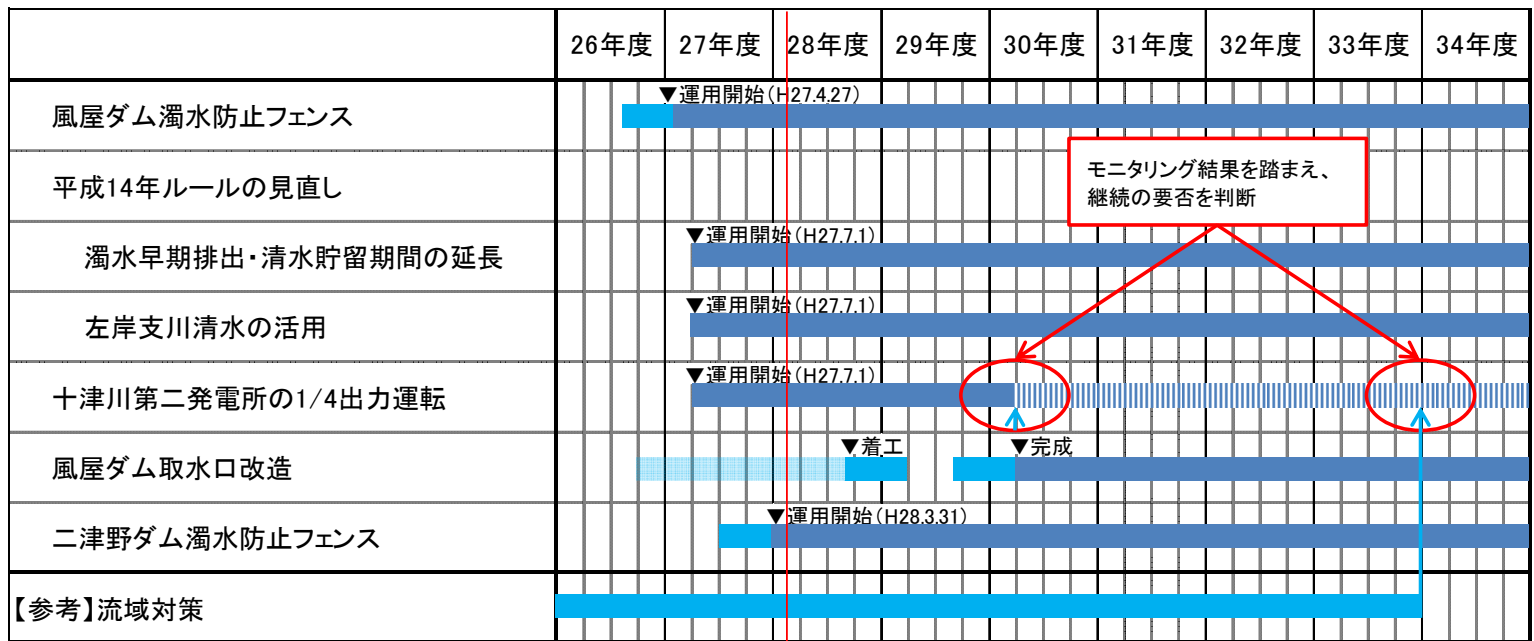 26年度 27年度 28年度 29年度 30年度 31年度 32年度 33年度 34年度
風屋ダム濁水防止フェンス
▼運用開始(H27.4.27)
平成14年ルールの見直し
モニタリング結果を踏まえ、
継続の要否を判断
濁水早期排出・清水貯留期間の延長
▼運用開始(H27.7.1)
左岸支川清水の活用
▼運用開始(H27.7.1)
十津川第二発電所の1/4出力運転
▼運用開始(H27.7.1)
風屋ダム取水口改造
▼着工
▼完成
二津野ダム濁水防止フェンス
▼運用開始(H28.3.31)
【参考】流域対策